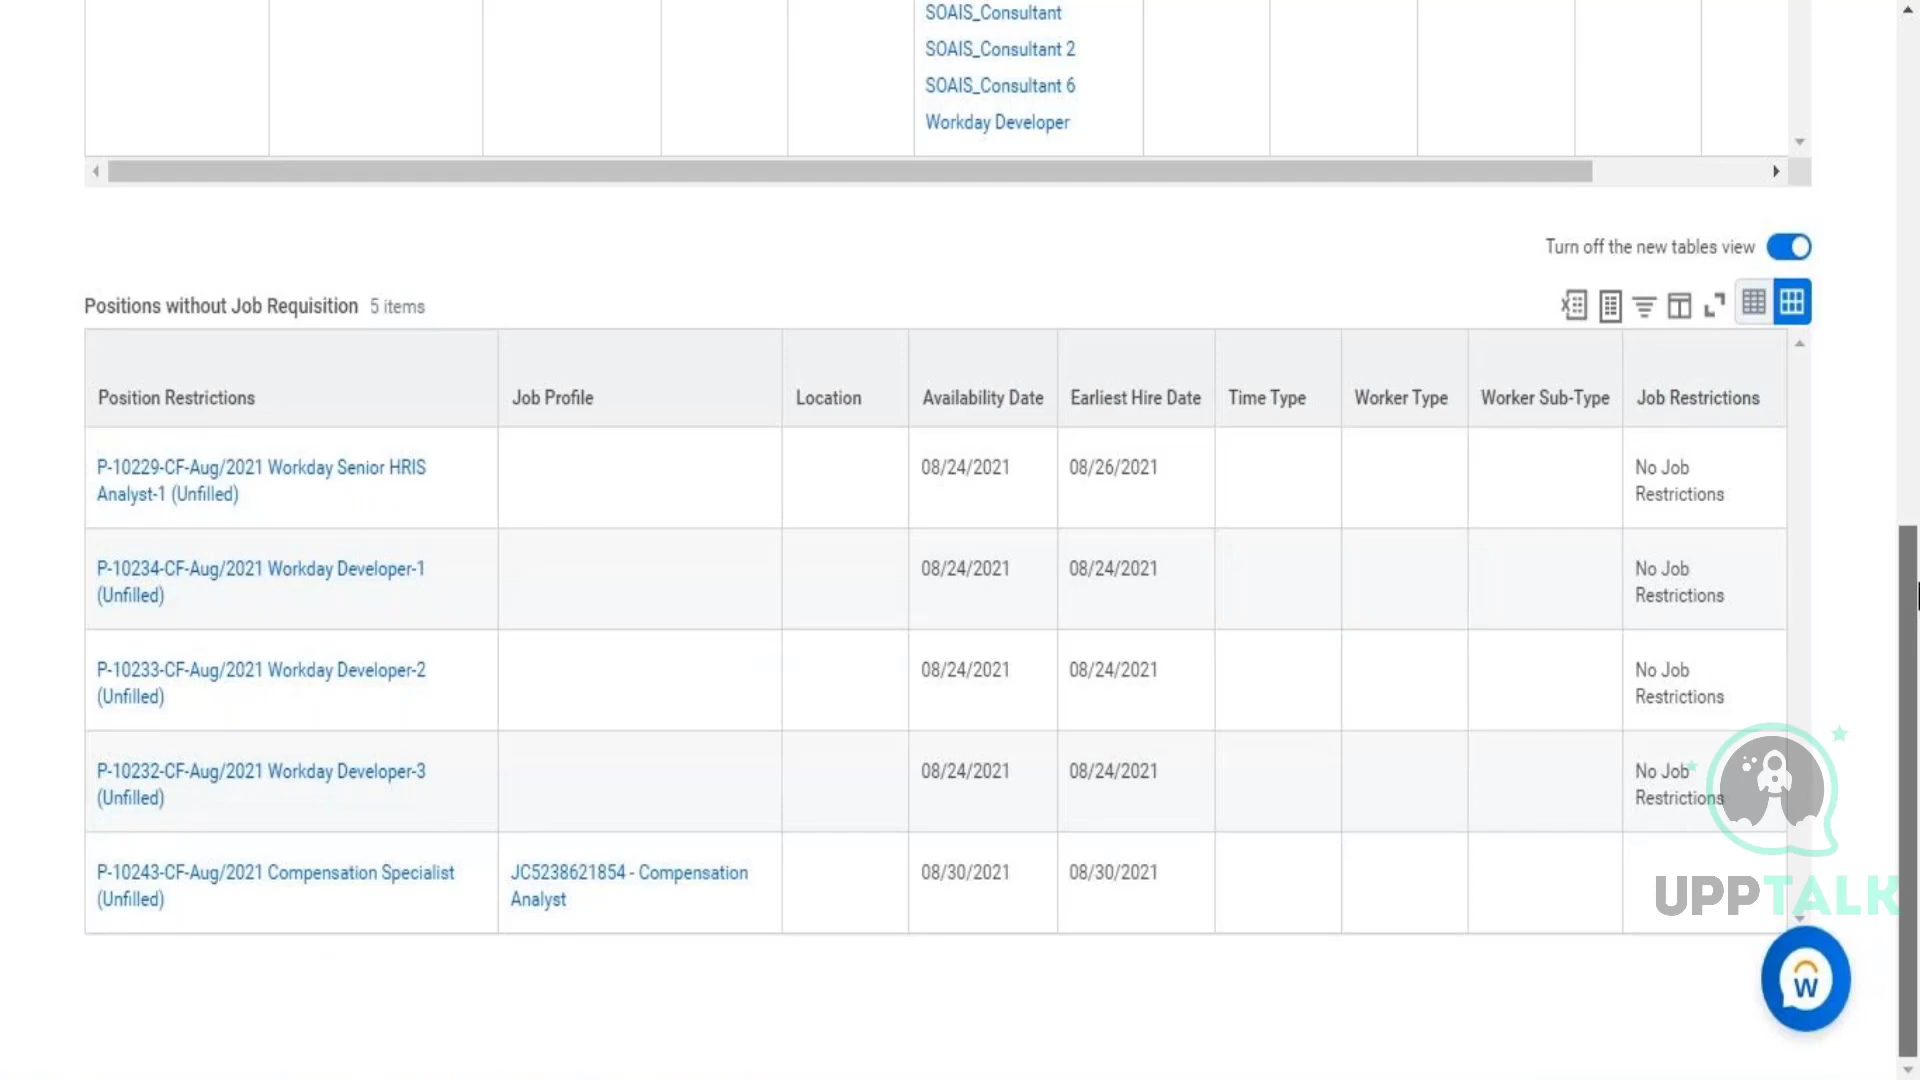 SOAIS_Consultant
SOAIS_Consultant 2
SOAIS_Consultant 6
Workday Developer
Turn off the new tables view
Positions without Job Requisition 5 items
Position Restrictions Job Profile Location Availability Date Earliest Hire Date Time Type Worker Type Worker Sub-Type Job Restrictions
P-10229-CF-Aug/2021 Workday Senior HRIS 08/24/2021 08/26/2021 No Job
Analyst-1 (Unfilled) Restrictions
P-10234-CF-Aug/2021 Workday Developer-1 08/24/2021 08/24/2021 No Job
(Unfilled) Restrictions
P-10233-CF-Aug/2021 Workday Developer-2 08/24/2021 08/24/2021 No Job
(Unfilled) Restrictions
P-10232-CF-Aug/2021 Workday Developer-3 08/24/2021 08/24/2021 No Job
(Unfilled) Restrictions
P-10243-CF-Aug/2021 Compensation Specialist JC5238621854 - Compensation 08/30/2021 08/30/2021
(Unfilled) Analyst
UPPTALK
W